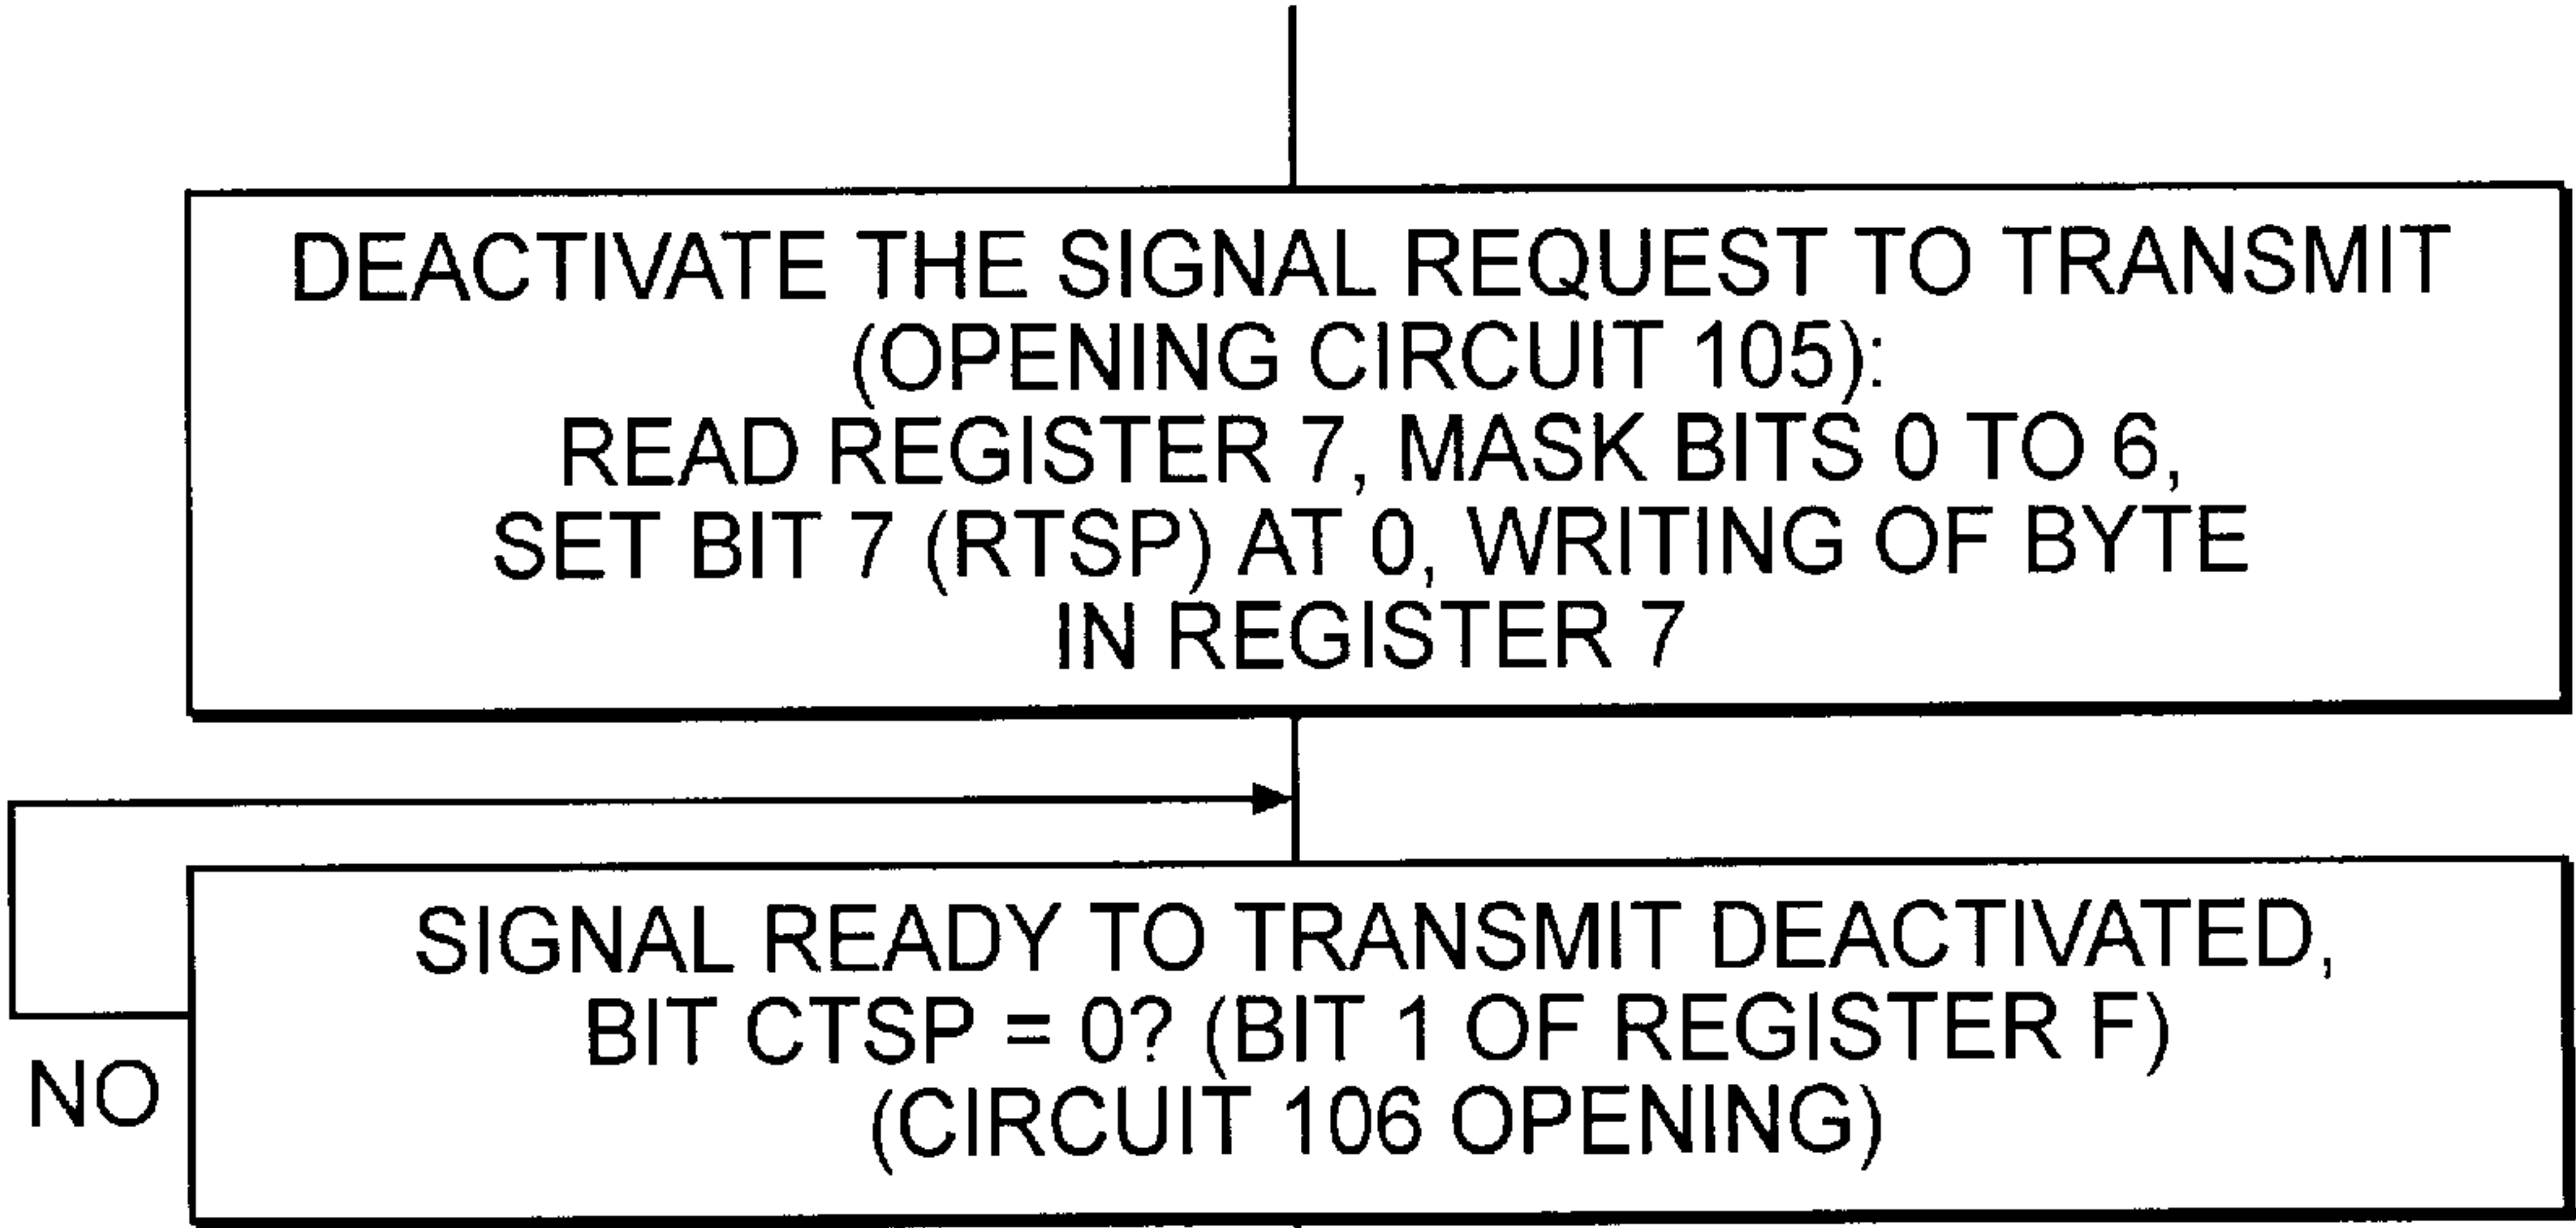 DEACTIVATE THE SIGNAL REQUEST TO TRANSMIT
(OPENING CIRCUIT 105):
READ REGISTER 7, MASK BITS 0 TO 6,
SET BIT 7 (RTSP) AT 0, WRITING OF BYTE
IN REGISTER 7
SIGNAL READY TO TRANSMIT DEACTIVATED,
BIT CTSP = 0? (BIT 1 OF REGISTER F)
(CIRCUIT 106 OPENING)
NO